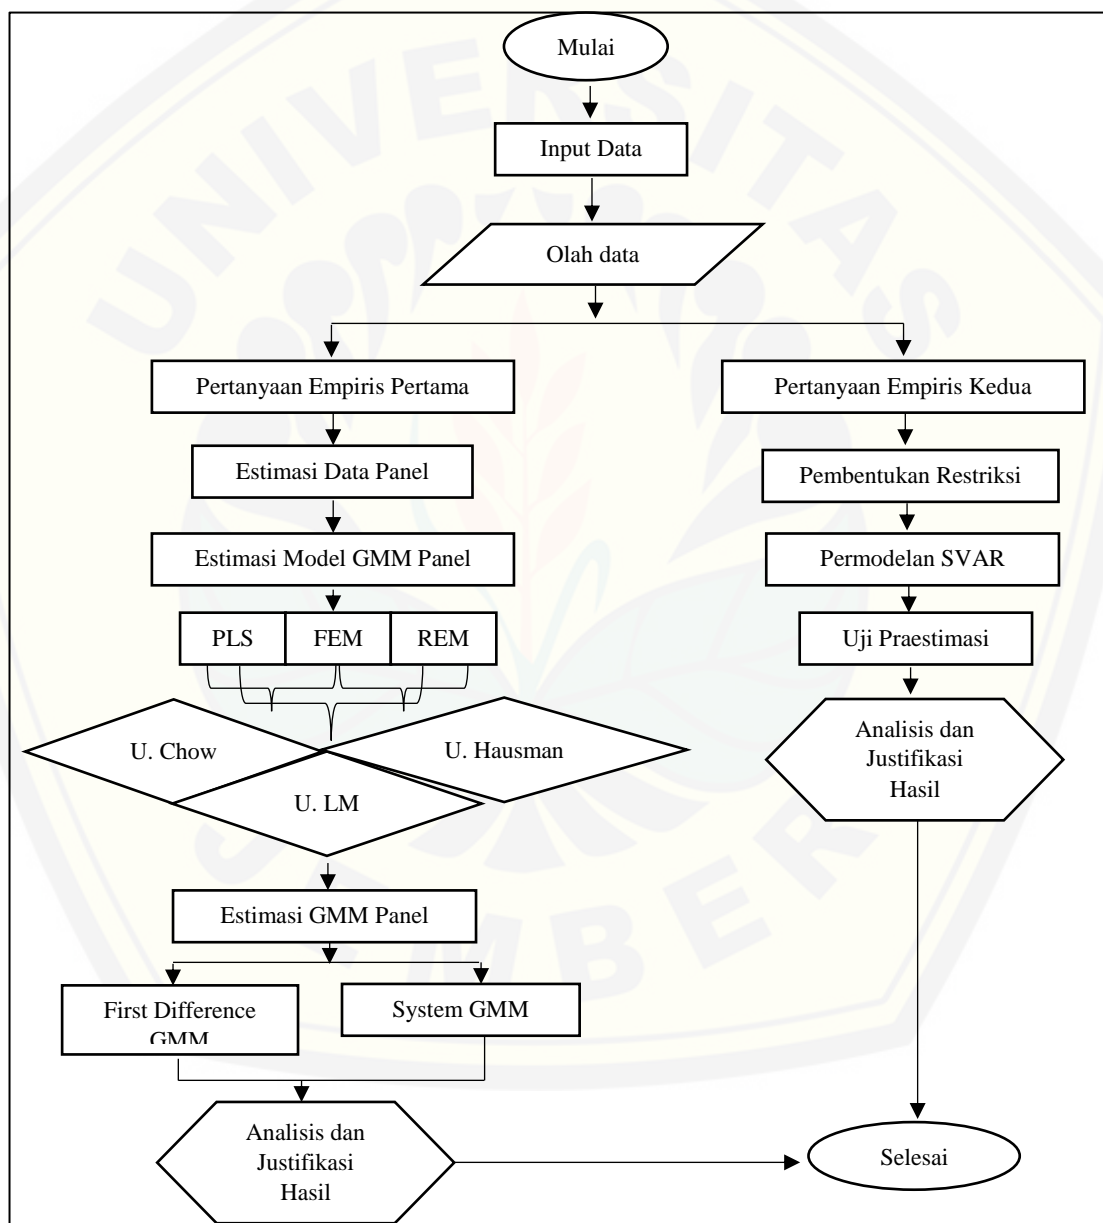 UNIVERSITAS
Mulai
Input Data
Olah data
Pertanyaan Empiris Pertama
Pertanyaan Empiris Kedua
Estimasi Data Panel
Pembentukan Restriksi
Estimasi Model GMM Panel
Permodelan SVAR
PLS
FEM
REM
Uji Praestimasi
U. Chow
U. Hausman
U. LM
Analisis dan
Justifikasi
Hasil
JEMBER
Estimasi GMM Panel
First Difference
GMM
System GMM
Analisis dan
Justifikasi
Hasil
Selesai